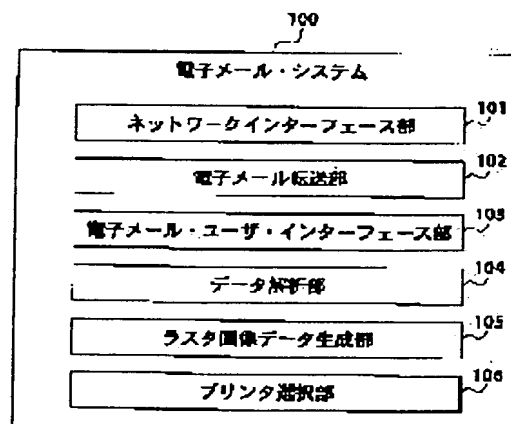 100
電子メール・システム
ネットワークインターフェース部
101
電子メール転送部
102
電子メール・ユーザ・インターフェース部
103
データ解析部
104
ラスタ画像データ生成部
105
プリンタ選択部
106